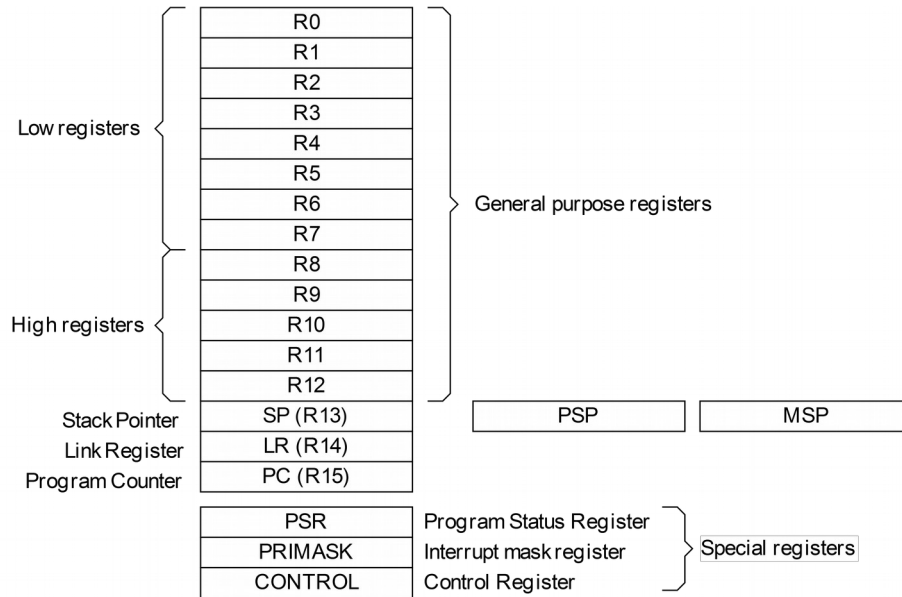 R0
R1
R2
Low registers
R3
R4
R5
R6
General purpose registers
R7
R8
R9
High registers
R10
R11
R12
Stack Pointer
SP (R13)
PSP
MSP
Link Register
LR (R14)
Program Counter
PC (R15)
PSR
Program Status Register
PRIMASK
Interrupt mask register
Special registers
CONTROL
Control Register